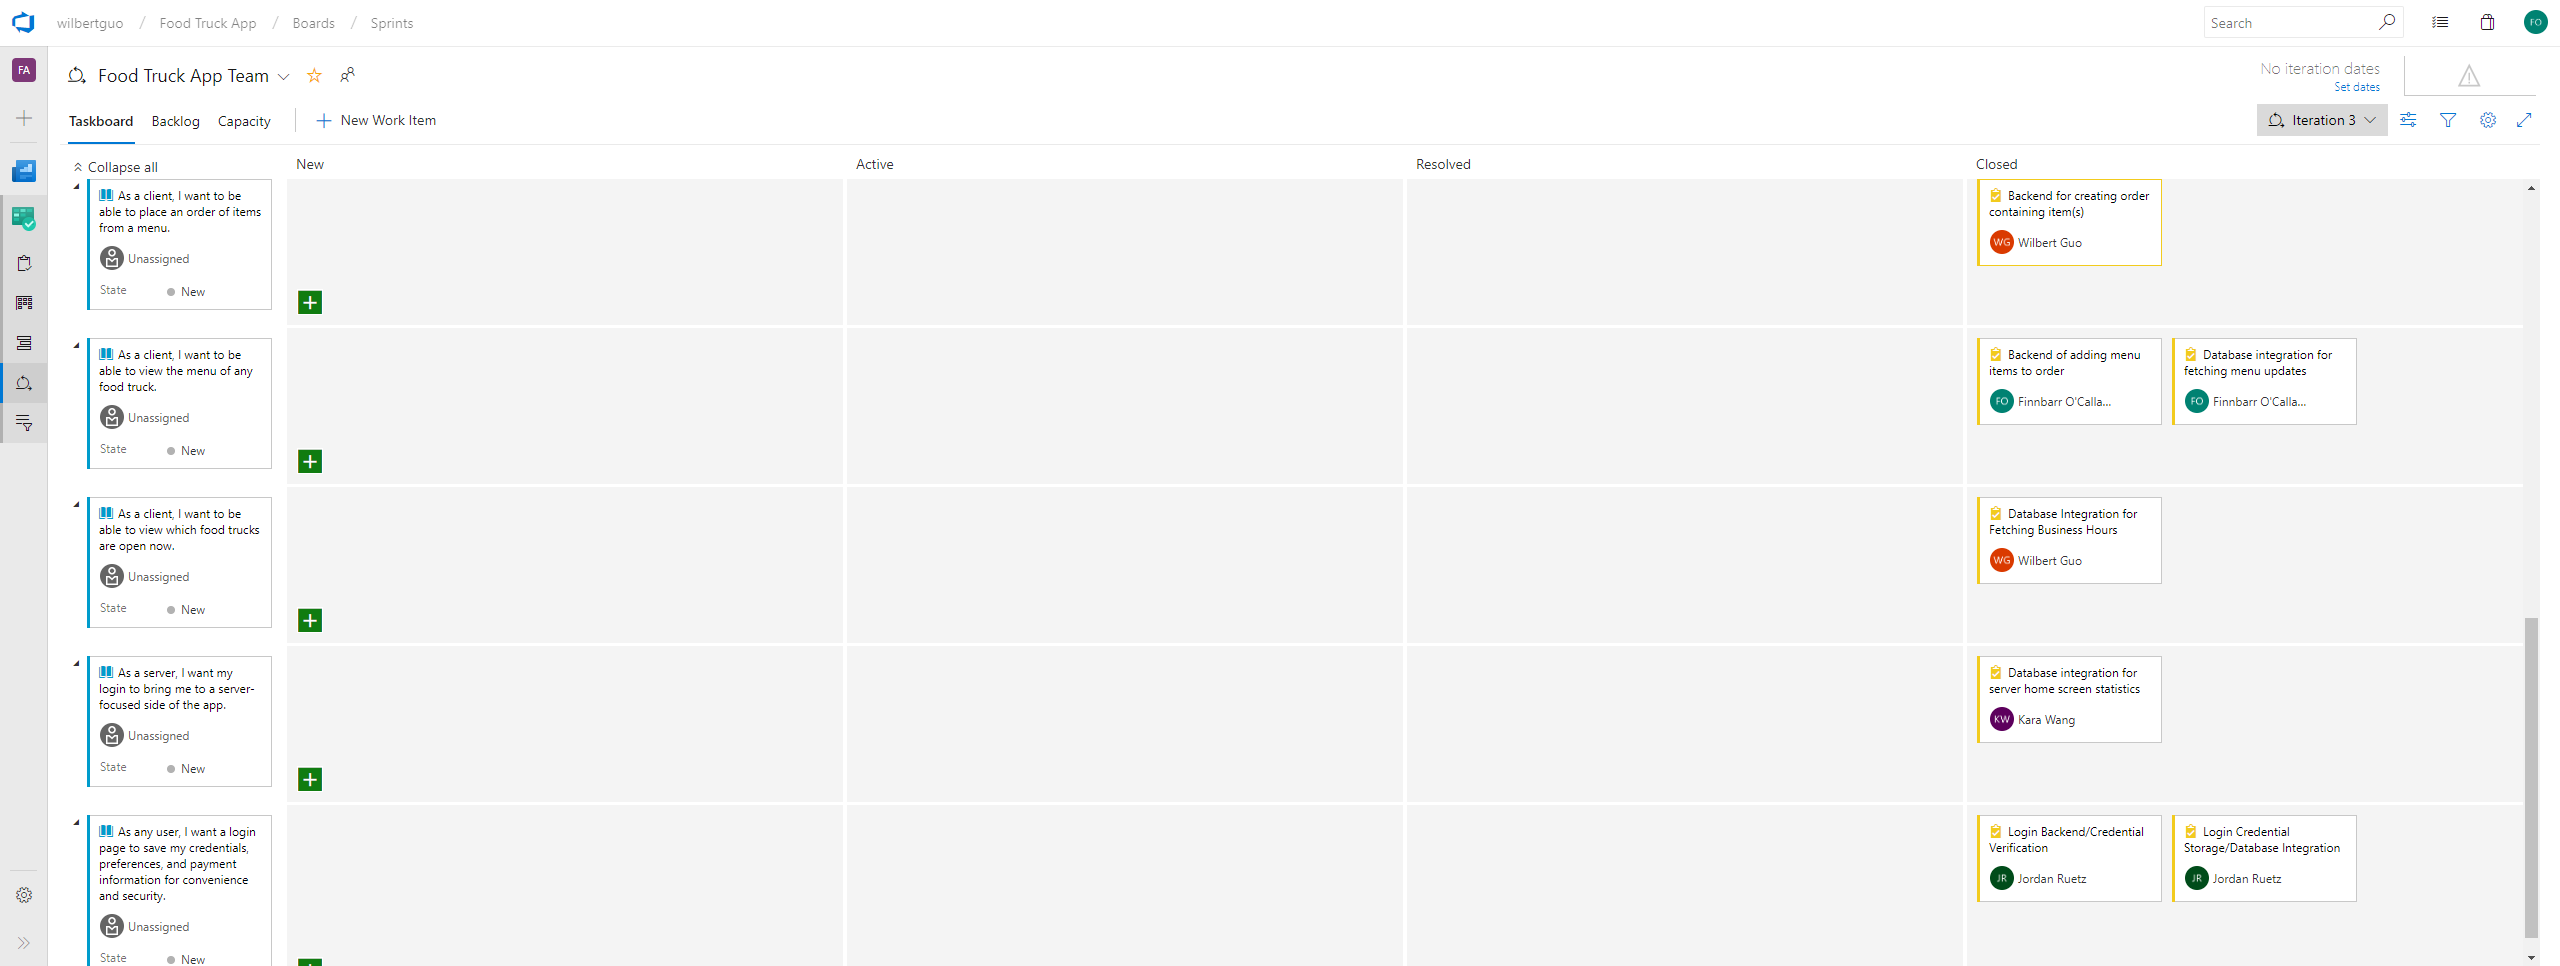 wilbertguo / Food Truck App / Boards / Sprints
Search
FO
FA
Food Truck App Team
No iteration dates
Set dates
Taskboard Backlog Capacity New Work Item
Iteration 3
Collapse all
New
Active
Resolved
Closed
As a client, I want to be
able to place an order of items
from a menu.
Unassigned
State New
Backend for creating order
containing item(s)
WG Wilbert Guo
As a client, I want to be
able to view the menu of any
food truck.
Unassigned
State New
Backend of adding menu
items to order
FO Finnbarr O'Calla...
Database integration for
fetching menu updates
FO Finnbarr O'Calla...
As a client, I want to be
able to view which food trucks
are open now.
Unassigned
State New
Database Integration for
Fetching Business Hours
WG Wilbert Guo
As a server, I want my
login to bring me to a server-
focused side of the app.
Unassigned
State New
Database integration for
server home screen statistics
KW Kara Wang
As any user, I want a login
page to save my credentials,
preferences, and payment
information for convenience
and security.
Unassigned
State New
Login Backend/Credential
Verification
JR Jordan Ruetz
Login Credential
Storage/Database Integration
JR Jordan Ruetz